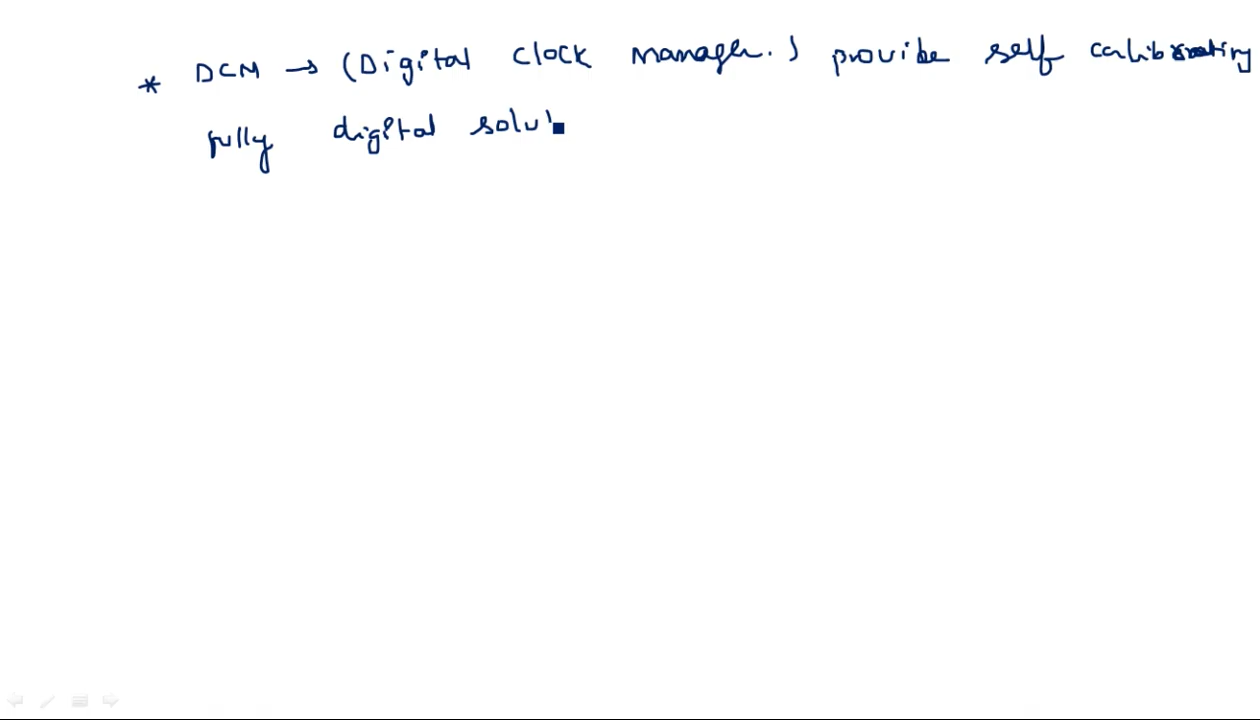 * DCM → (Digital Clock manager.) provide self calibrating
fully digital solu